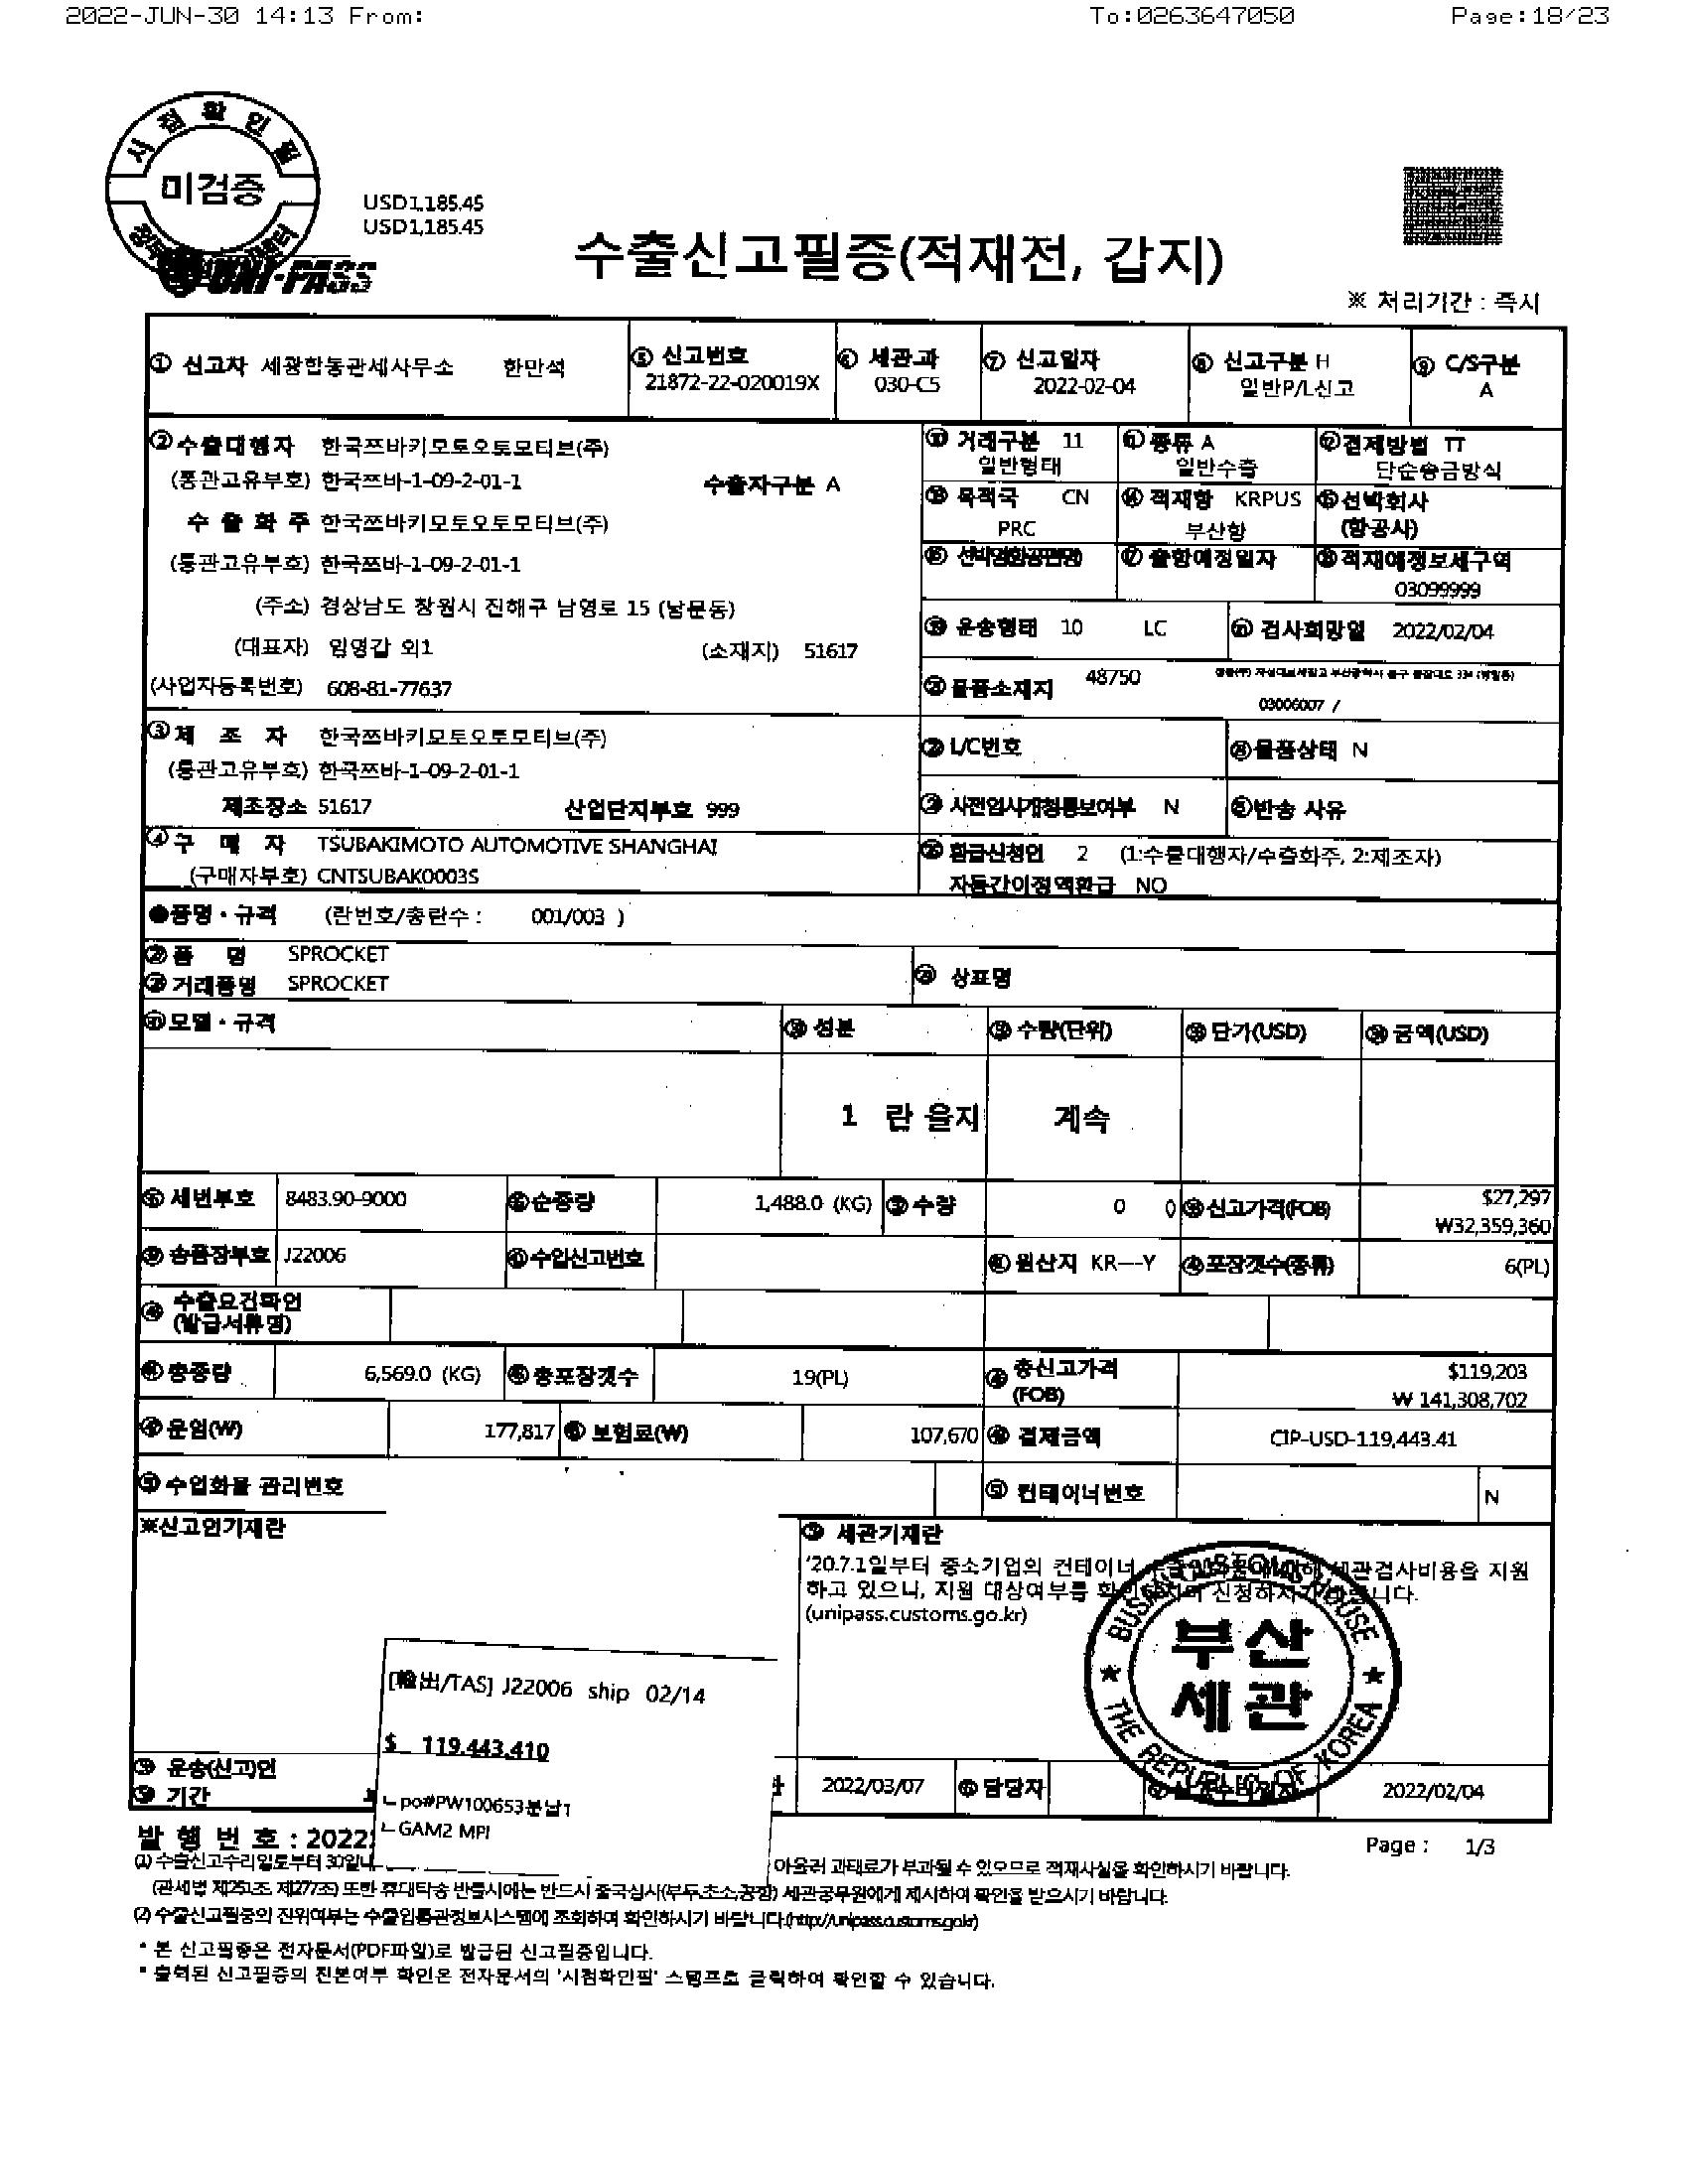 2022-JUN-30 14:13 From: To:0263647050 Page:18/23
시점확인필
미검증
UNI-PASS
USD1,185.45
USD1,185.45
수출신고필증(적재전, 갑지)
※ 처리기간 : 즉시
① 신고자 세광합동관세사무소 한만석
⑤ 신고번호
21872-22-020019X
⑥ 세관.과
030-C5
⑦ 신고일자
2022-02-04
⑧ 신고구분 H
일반P/L신고
⑨ C/S구분
A
② 수출대행자 한국쯔바키모토오토모티브(주)
(통관고유부호) 한국쯔바-1-09-2-01-1 수출자구분 A
수 출 화 주 한국쯔바키모토오토모티브(주)
(통관고유부호) 한국쯔바-1-09-2-01-1
(주소) 경상남도 창원시 진해구 남영로 15 (남문동)
(대표자) 임영갑 외1 (소재지) 51617
(사업자등록번호) 608-81-77637
⑩ 거래구분 11
일반형태
⑪ 종류 A
일반수출
⑫ 결제방법 TT
단순송금방식
⑬ 목적국 CN
PRC
⑭ 적재항 KRPUS
부산항
⑮ 선박회사
(항공사)
⑯ 선박명(항공편명)
⑰ 출항예정일자
⑱ 적재예정보세구역
03099999
⑲ 운송형태 10 LC
⑳ 검사희망일 2022/02/04
㉑ 물품소재지 48750
03006007 /
③ 제 조 자 한국쯔바키모토오토모티브(주)
(통관고유부호) 한국쯔바-1-09-2-01-1
제조장소 51617 산업단지부호 999
㉒ L/C번호
㉓ 물품상태 N
㉔ 사전임시개청통보여부 N
㉕ 반송 사유
④ 구 매 자 TSUBAKIMOTO AUTOMOTIVE SHANGHAI
(구매자부호) CNTSUBAK0003S
㉖ 환급신청인 2 (1:수출대행자/수출화주, 2:제조자)
자동간이정액환급 NO
●품명ㆍ규격 (란번호/총란수 : 001/003 )
㉗ 품 명 SPROCKET
㉘ 거래품명 SPROCKET
㉙ 상표명
㉚ 모델ㆍ규격
㉛ 성분
㉜ 수량(단위)
㉝ 단가(USD)
㉞ 금액(USD)
1 란 을지 계속
㉟ 세번부호 8483.90-9000
㊱ 순중량 1,488.0 (KG)
㊲ 수량 0 0
㊳ 신고가격(FOB) $27,297
₩32,359,360
㊴ 송품장부호 J22006
㊵ 수입신고번호
㊶ 원산지 KR---Y
㊷ 포장갯수(종류) 6(PL)
㊸ 수출요건확인
(발급서류명)
㊹ 총중량 6,569.0 (KG)
㊺ 총포장갯수 19(PL)
㊻ 총신고가격
(FOB)
$119,203
₩ 141,308,702
㊼ 운임(W) 177,817
㊽ 보험료(W) 107,670
㊾ 결제금액 CIP-USD-119,443.41
㊿ 수입화물 관리번호
컨테이너번호 N
※신고인기재란
세관기재란
'20.7.1일부터 중소기업의 컨테이너 세관검사비용을 지원
하고 있으니, 지원 대상여부를 확인하시어 신청하시기 바랍니다.
(unipass.customs.go.kr)
BUSAN CUSTOMS HOUSE
부산
세관
THE REPUBLIC OF KOREA
[輸出/TAS] J22006 ship 02/14
$ 119.443.410
ㄴpo#PW100653분납1
ㄴGAM2 MPI
운송(신고)인
기간
2022/03/07
담당자
2022/02/04
발 행 번 호 : 2022
Page : 1/3
(1) 수출신고수리일로부터 30일내 아울러 과태료가 부과될 수 있으므로 적재사실을 확인하시기 바랍니다.
(관세법 제251조, 제277조) 또한 휴대탁송 반출시에는 반드시 출국심사(부두,초소,공항) 세관공무원에게 제시하여 확인을 받으시기 바랍니다.
(2) 수출신고필증의 진위여부는 수출입통관정보시스템에 조회하여 확인하시기 바랍니다.(http://unipass.customs.go.kr)
* 본 신고필증은 전자문서(PDF파일)로 발급된 신고필증입니다.
* 출력된 신고필증의 진본여부 확인은 전자문서의 '시점확인필' 스탬프를 클릭하여 확인할 수 있습니다.